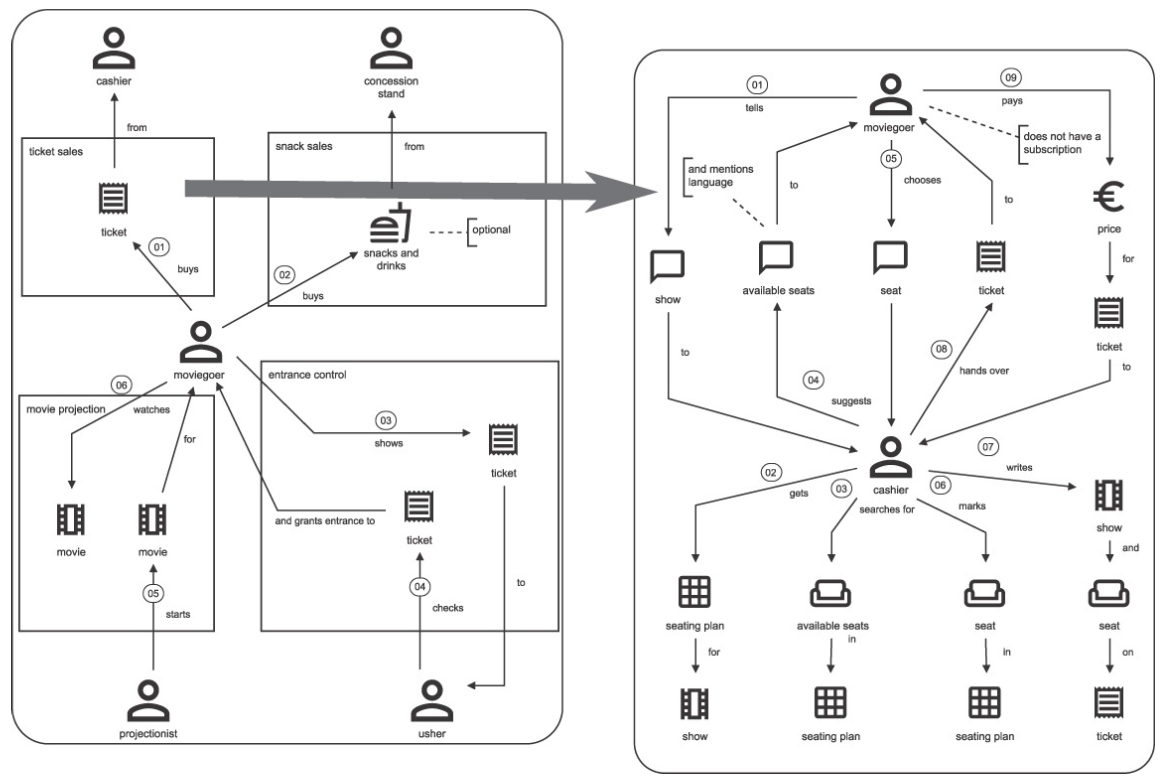 cashier
concession
stand
from
from
ticket sales
snack sales
ticket
optional
snacks and
drinks
01
buys
02
buys
moviegoer
entrance control
06
movie projection
watches
for
03
shows
ticket
and grants entrance to
ticket
movie
movie
to
05
starts
04
checks
projectionist
usher
01
tells
moviegoer
09
pays
does not have a
subscription
and mentions
language
05
chooses
to
to
price
show
available seats
seat
ticket
for
ticket
to
08
hands over
to
04
suggests
02
gets
03
cashier
searches for
06
marks
07
writes
show
and
seating plan
available seats
in
seat
seat
for
in
on
show
seating plan
seating plan
ticket